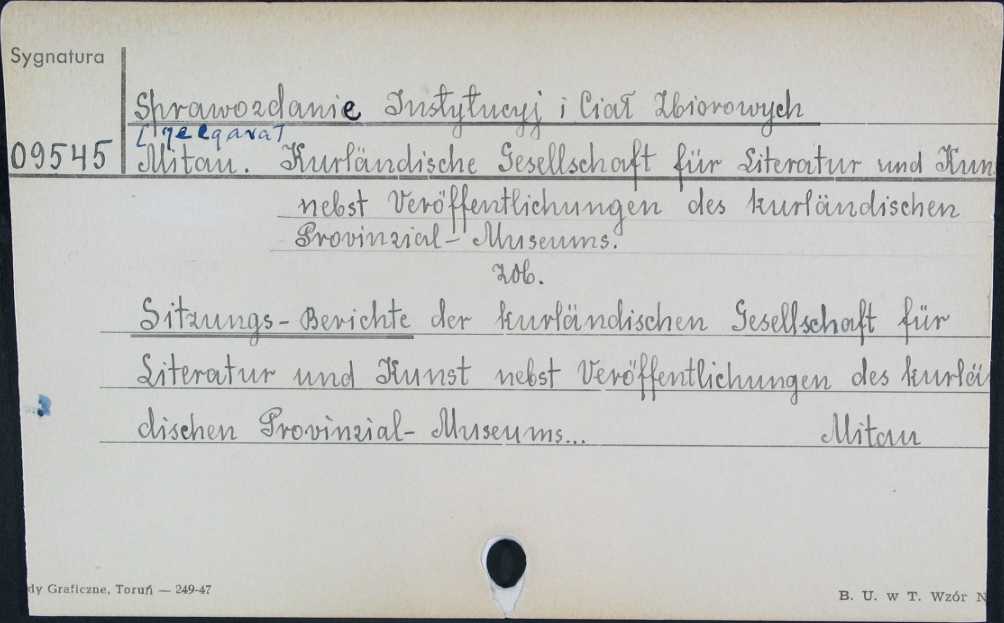 Sygnatura
Sprawozdanie Instytucyj i Ciał Zbiorowych
[Jelgava]
09545
Mitau. Kurländische Gesellschaft für Literatur und Kun
nebst Veröffentlichungen des kurländischen
Provinzial-Museums.
zob.
Sitzungs-Berichte der kurländischen Gesellschaft für
Literatur und Kunst nebst Veröffentlichungen des kurlä
dischen Provinzial-Museums... Mitau
dy Graficzne, Toruń — 249-47
B. U. w T. Wzór N